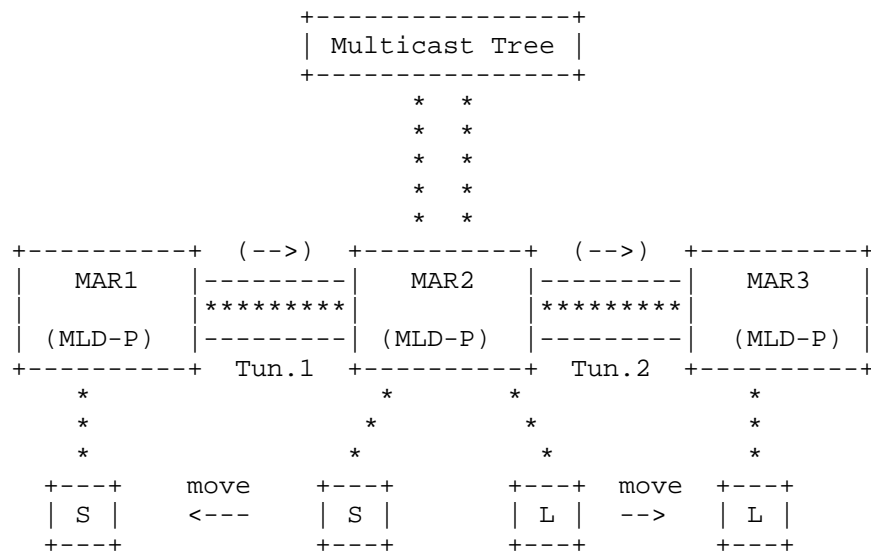 Multicast Tree
(-->) (-->)
MAR1 MAR2 MAR3
(MLD-P) (MLD-P) (MLD-P)
Tun.1 Tun.2
move move
S <--- S L --> L